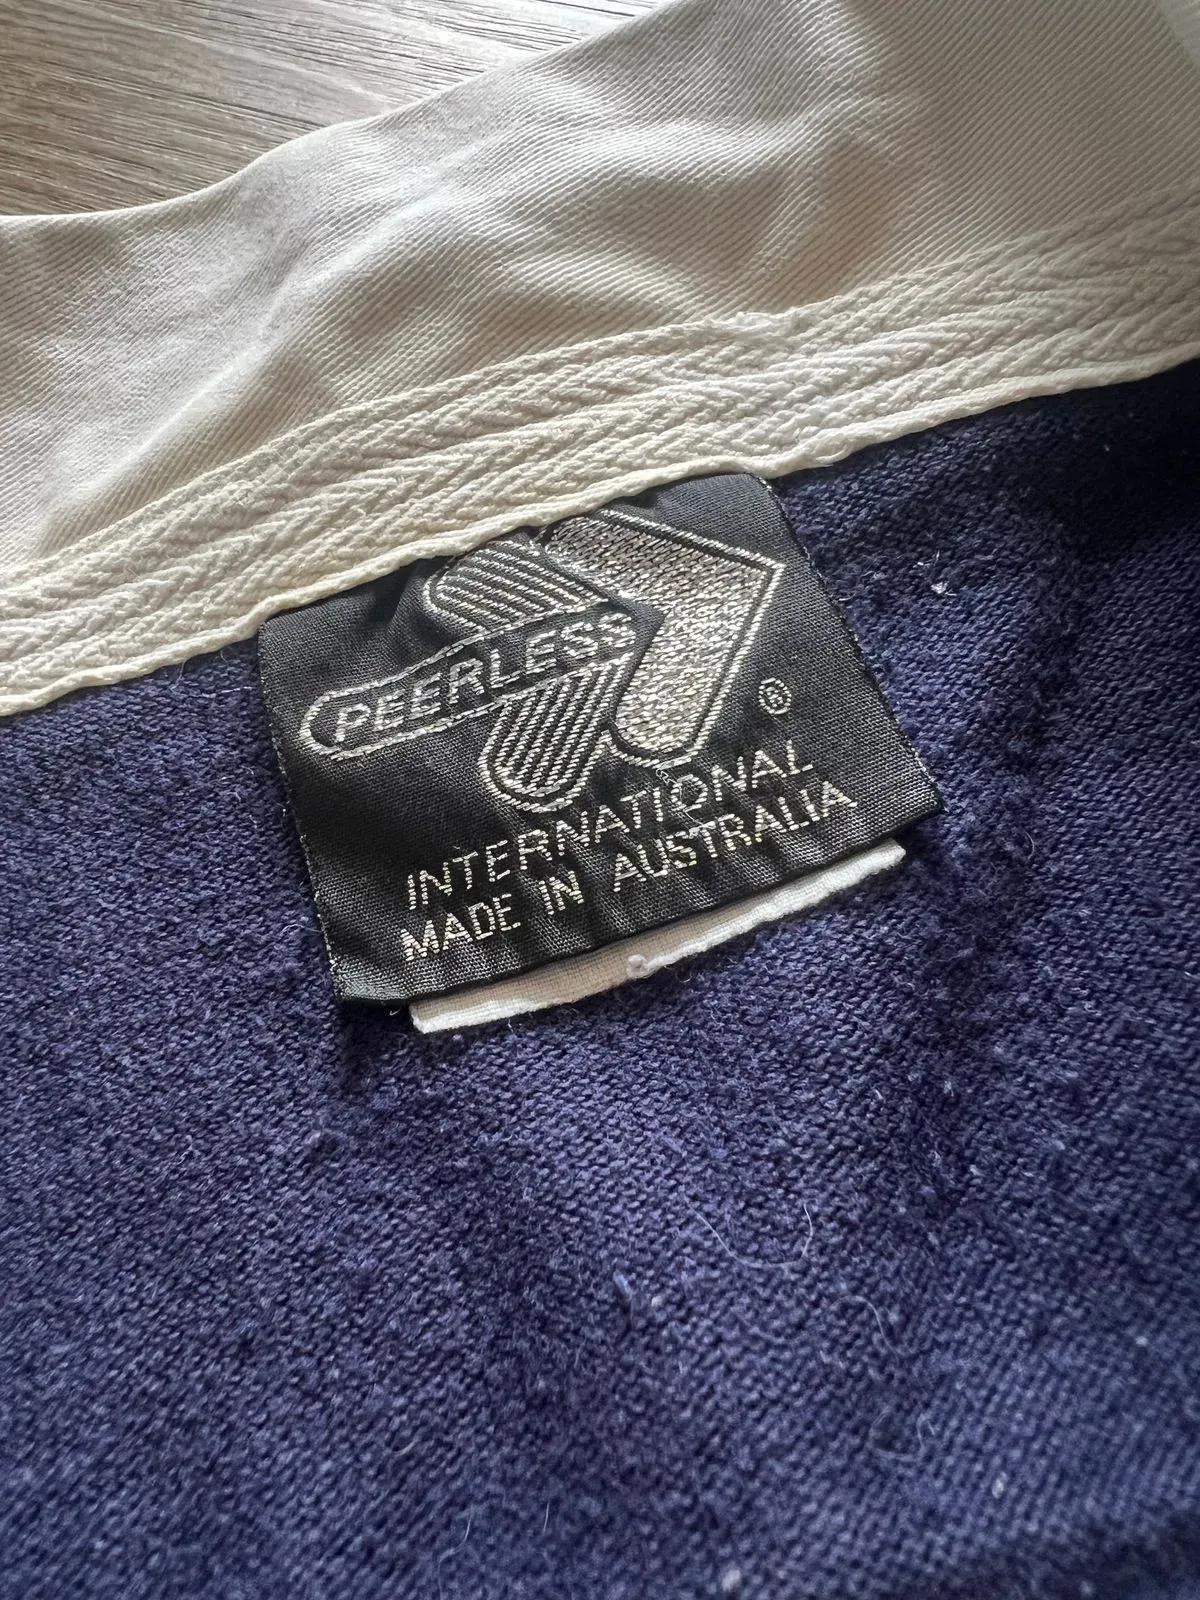 PEERLESS
®
INTERNATIONAL
MADE IN AUSTRALIA